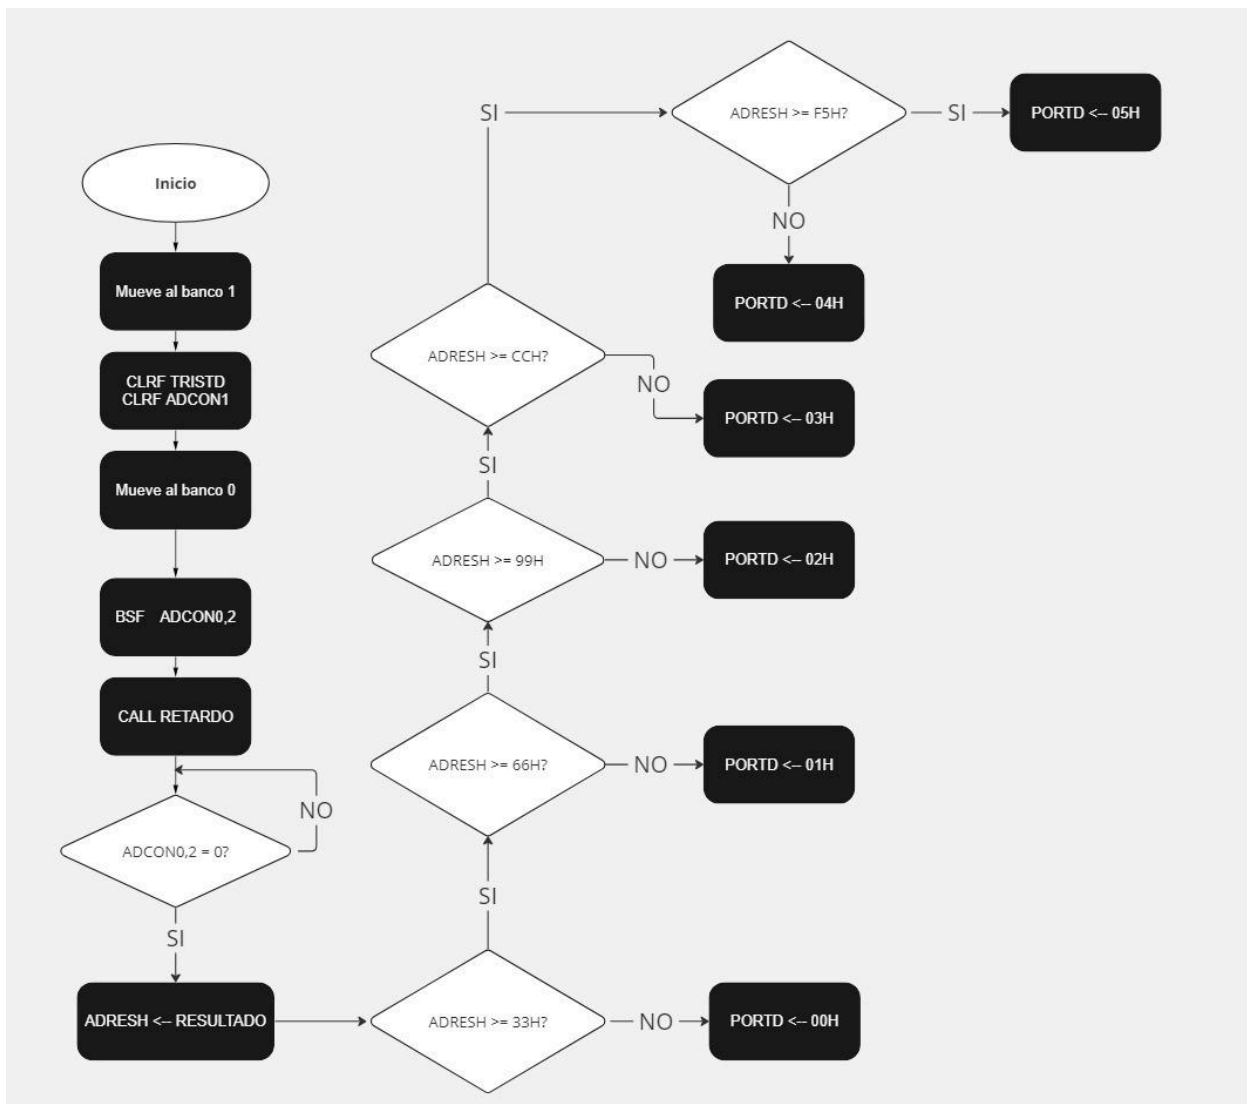 Inicio
Mueve al banco 1
CLRF TRISTD
CLRF ADCON1
Mueve al banco 0
BSF    ADCON0,2
CALL RETARDO
ADCON0,2 = 0?
NO
SI
ADRESH <-- RESULTADO
ADRESH >= 33H?
NO
PORTD <-- 00H
SI
ADRESH >= 66H?
NO
PORTD <-- 01H
SI
ADRESH >= 99H
NO
PORTD <-- 02H
SI
ADRESH >= CCH?
NO
PORTD <-- 03H
SI
ADRESH >= F5H?
NO
PORTD <-- 04H
SI
PORTD <-- 05H